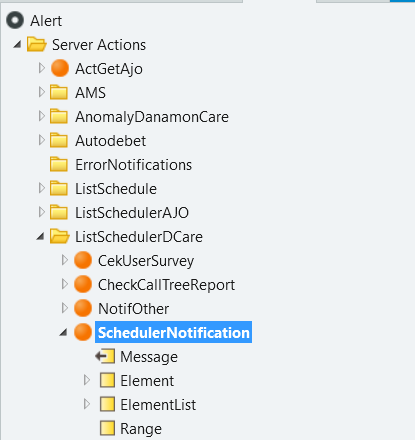 Alert
Server Actions
ActGetAjo
AMS
AnomalyDanamonCare
Autodebet
ErrorNotifications
ListSchedule
ListSchedulerAJO
ListSchedulerDCare
CekUserSurvey
CheckCallTreeReport
NotifOther
SchedulerNotification
Message
Element
ElementList
Range